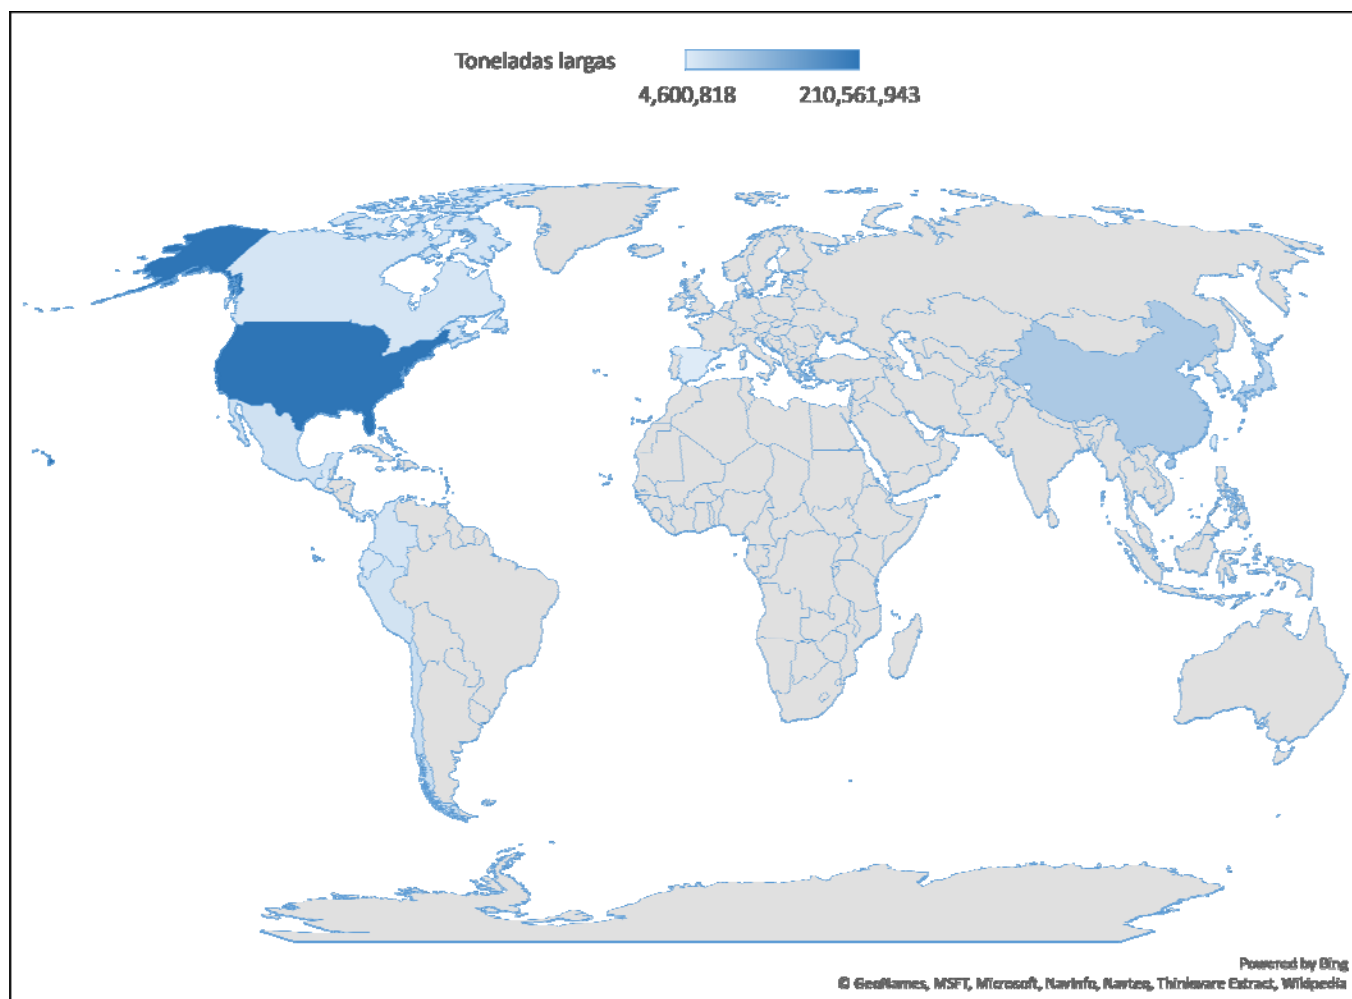 Toneladas largas
4,600,818 210,561,943
Powered by Bing
© GeoNames, MSFT, Microsoft, NavInfo, Navteq, Thinkware Extract, Wikipedia